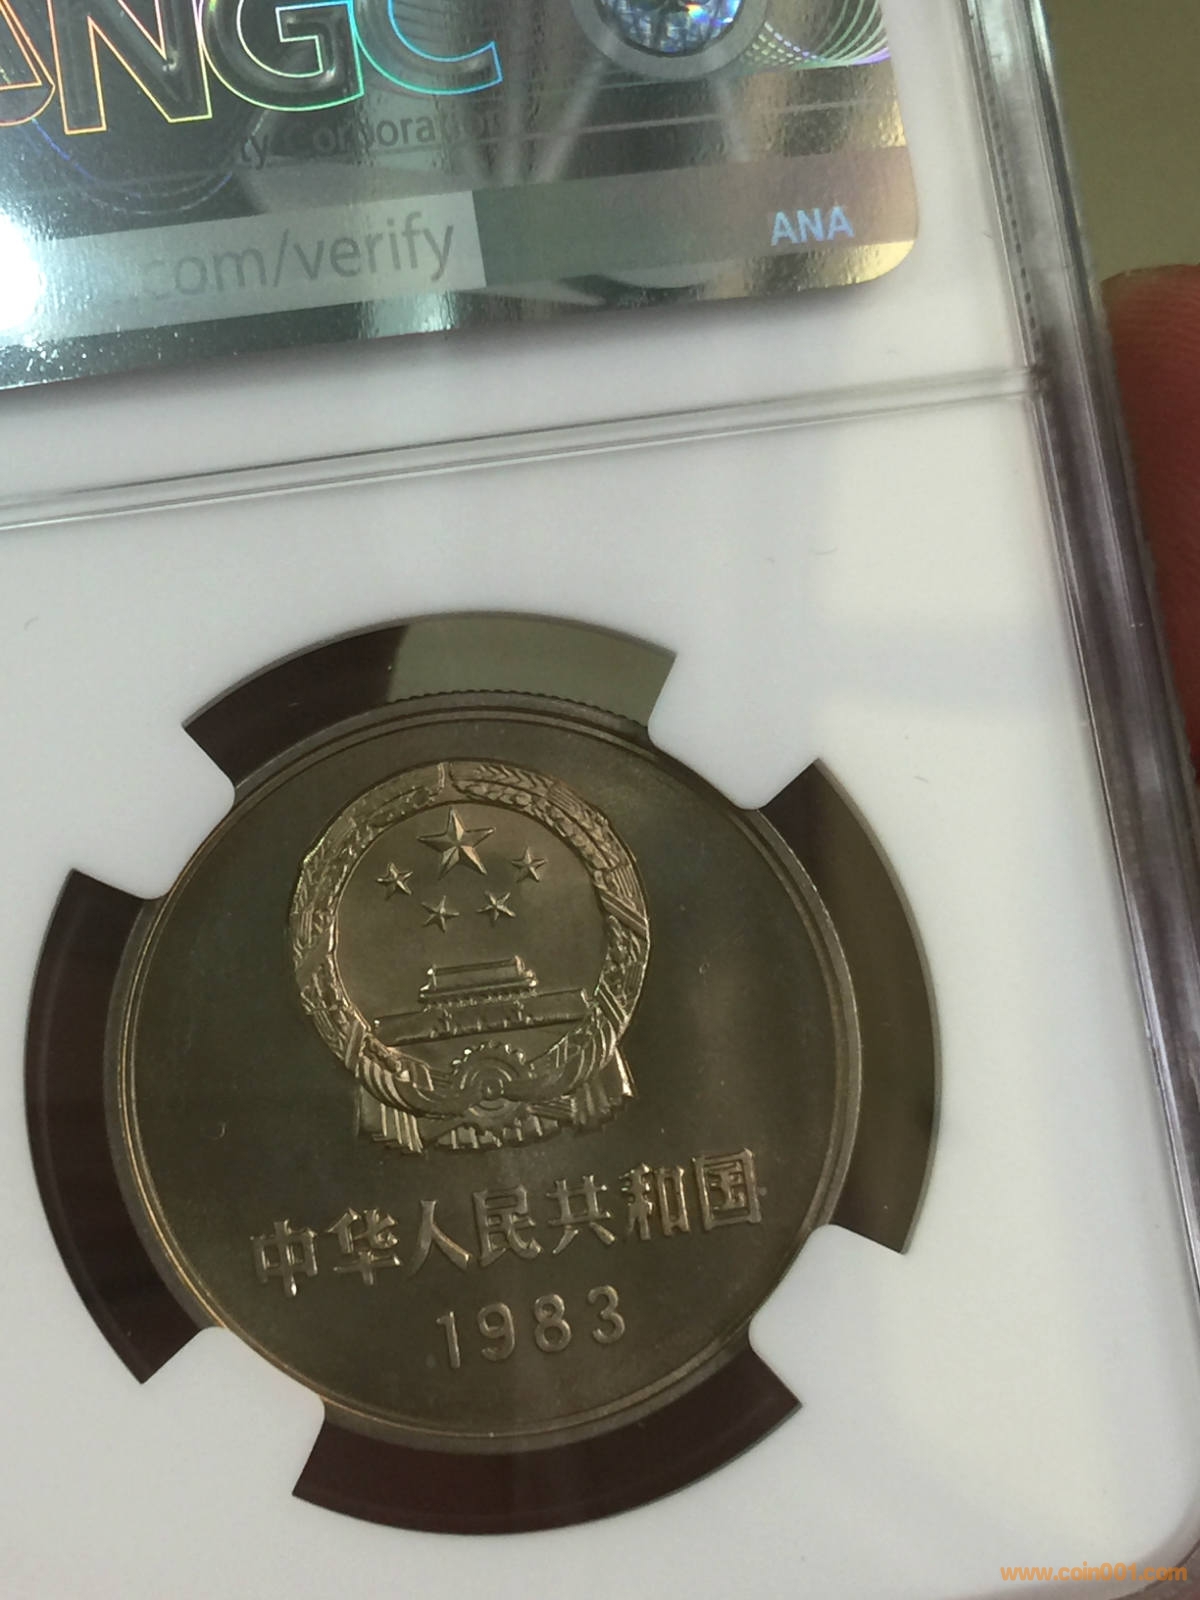 NGC
ty Corporation
.com/verify
ANA
中华人民共和国
1983
www.coin001.com